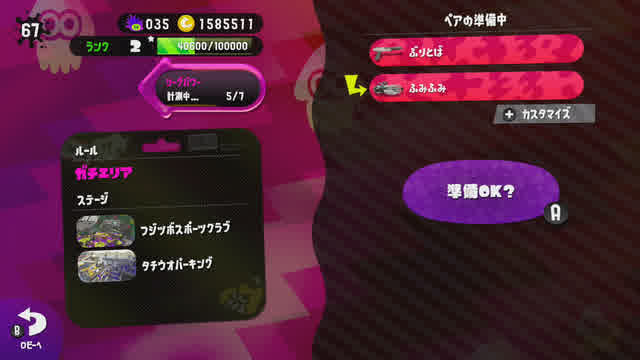 67
035
1585511
ランク 2 40600/100000
リーグパワー
計測中… 5/7
ルール
ガチエリア
ステージ
フジツボスポーツクラブ
タチウオパーキング
B ロビーへ
ペアの準備中
ぷりとば
ふみふみ
+ カスタマイズ
準備OK?
A